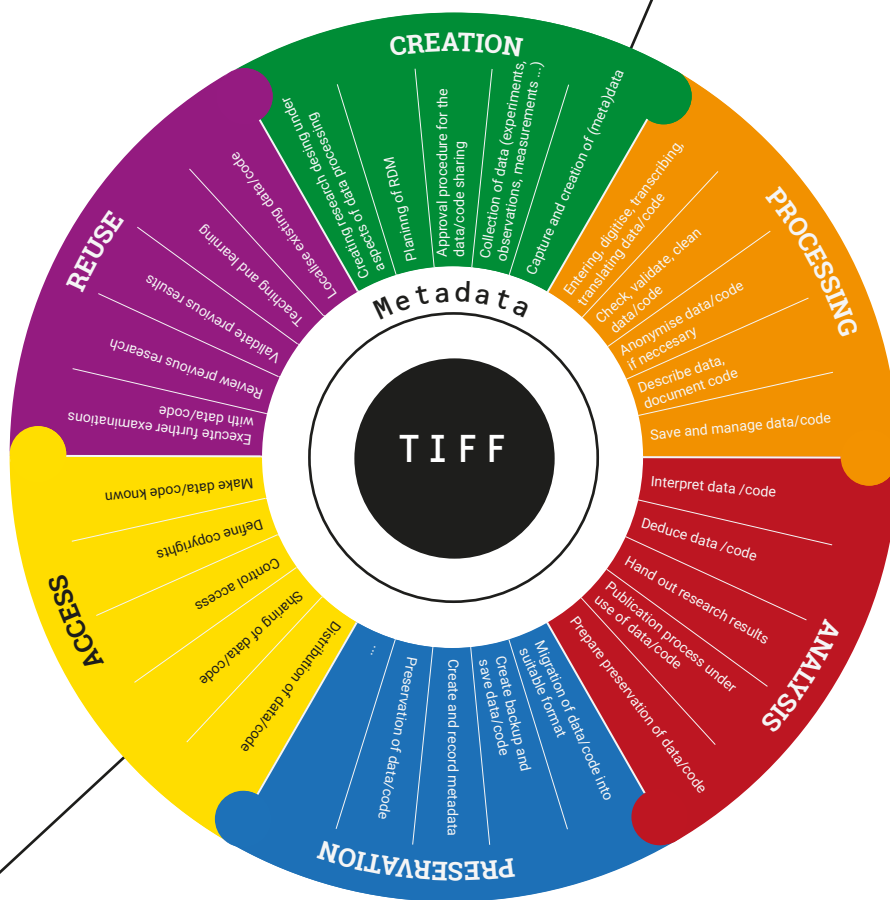 CREATION
Creating research desing under
aspects of data processing
Plainnig of RDM
Approval procedure for the
data/code sharing
Collection of data (experiments,
observations, measurements ...)
Capture and creation of (meta)data
PROCESSING
Entering, digitise, transcribing,
translating data/code
Check, validate, clean
data/code
Anonymise data/code
if neccesary
Describe data,
document code
Save and manage data/code
ANALYSIS
Interpret data /code
Deduce data /code
Hand out research results
Publication process under
use of data/code
Prepare preservation of data/code
PRESERVATION
Migration of data/code into
suitable format
Create backup and
save data/code
Create and record metadata
Preservation of data/code
...
ACCESS
Distribution of data/code
Sharing of data/code
Control access
Define copyrights
Make data/code known
REUSE
Execute further examinations
with data/code
Review previous research
Validate previous results
Teaching and learning
Localise existing data/code
Metadata
TIFF